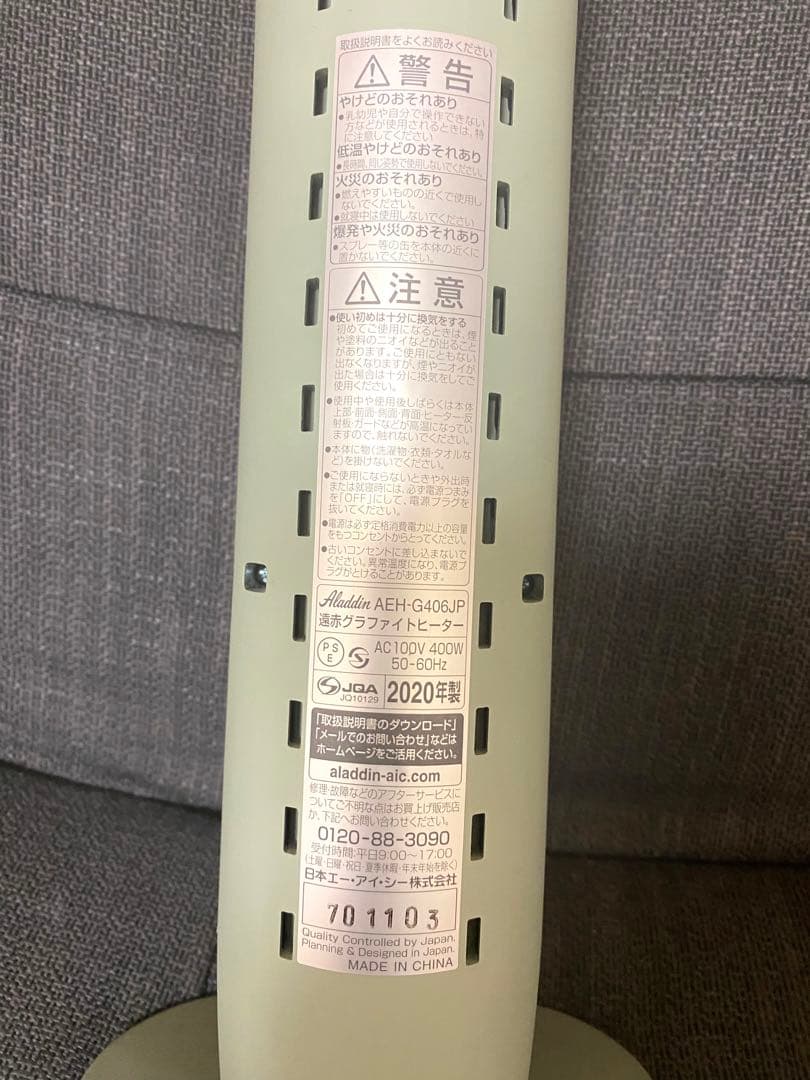 取扱説明書をよくお読みください
警告
やけどのおそれあり
●乳幼児や自分で操作できない
方などが使用されるときは、特
に注意してください
低温やけどのおそれあり
●長時間、同じ姿勢で使用しないでください。
火災のおそれあり
●燃えやすいものの近くで使用し
ないでください。
●就寝中は使用しないでください
爆発や火災のおそれあり
●スプレー等の缶を本体の近くに
置かないでください。
注意
●使い初めは十分に換気をする
初めてご使用になるときは、煙
や塗料のニオイなどが出ること
があります。ご使用にともない
出なくなりますが、煙やニオイが
出た場合は十分に換気をしてご
使用ください。
●使用中や使用後しばらくは本体
上部・前面・側面・背面・ヒーター・反
射板・ガードなどが高温になってい
ますので、触れないでください。
●本体に物(洗濯物・衣類・タオルな
ど)を掛けないでください。
●ご使用にならないときや外出時
または就寝時には、必ず電源つまみ
を「OFF」にして、電源プラグを
抜いてください。
●電源は必ず定格消費電力以上の容量
をもつコンセントからとってください。
●古いコンセントに差し込まないで
ください。異常温度になり、電源プ
ラグがとけることがあります。
Aladdin AEH-G406JP
遠赤グラファイトヒーター
PS
E
AC100V 400W
50-60Hz
JQA
JQ10129
2020年製
「取扱説明書のダウンロード」
「メールでのお問い合わせ」などは
ホームページをご活用ください。
aladdin-aic.com
修理・故障などのアフターサービスに
ついてご不明な点はお買上げ販売店
か、下記へお問い合わせください。
0120-88-3090
受付時間:平日9:00〜17:00
(土曜・日曜・祝日・夏季休暇・年末年始を除く)
日本エー・アイ・シー株式会社
701103
Quality Controlled by Japan.
Planning & Designed in Japan.
MADE IN CHINA